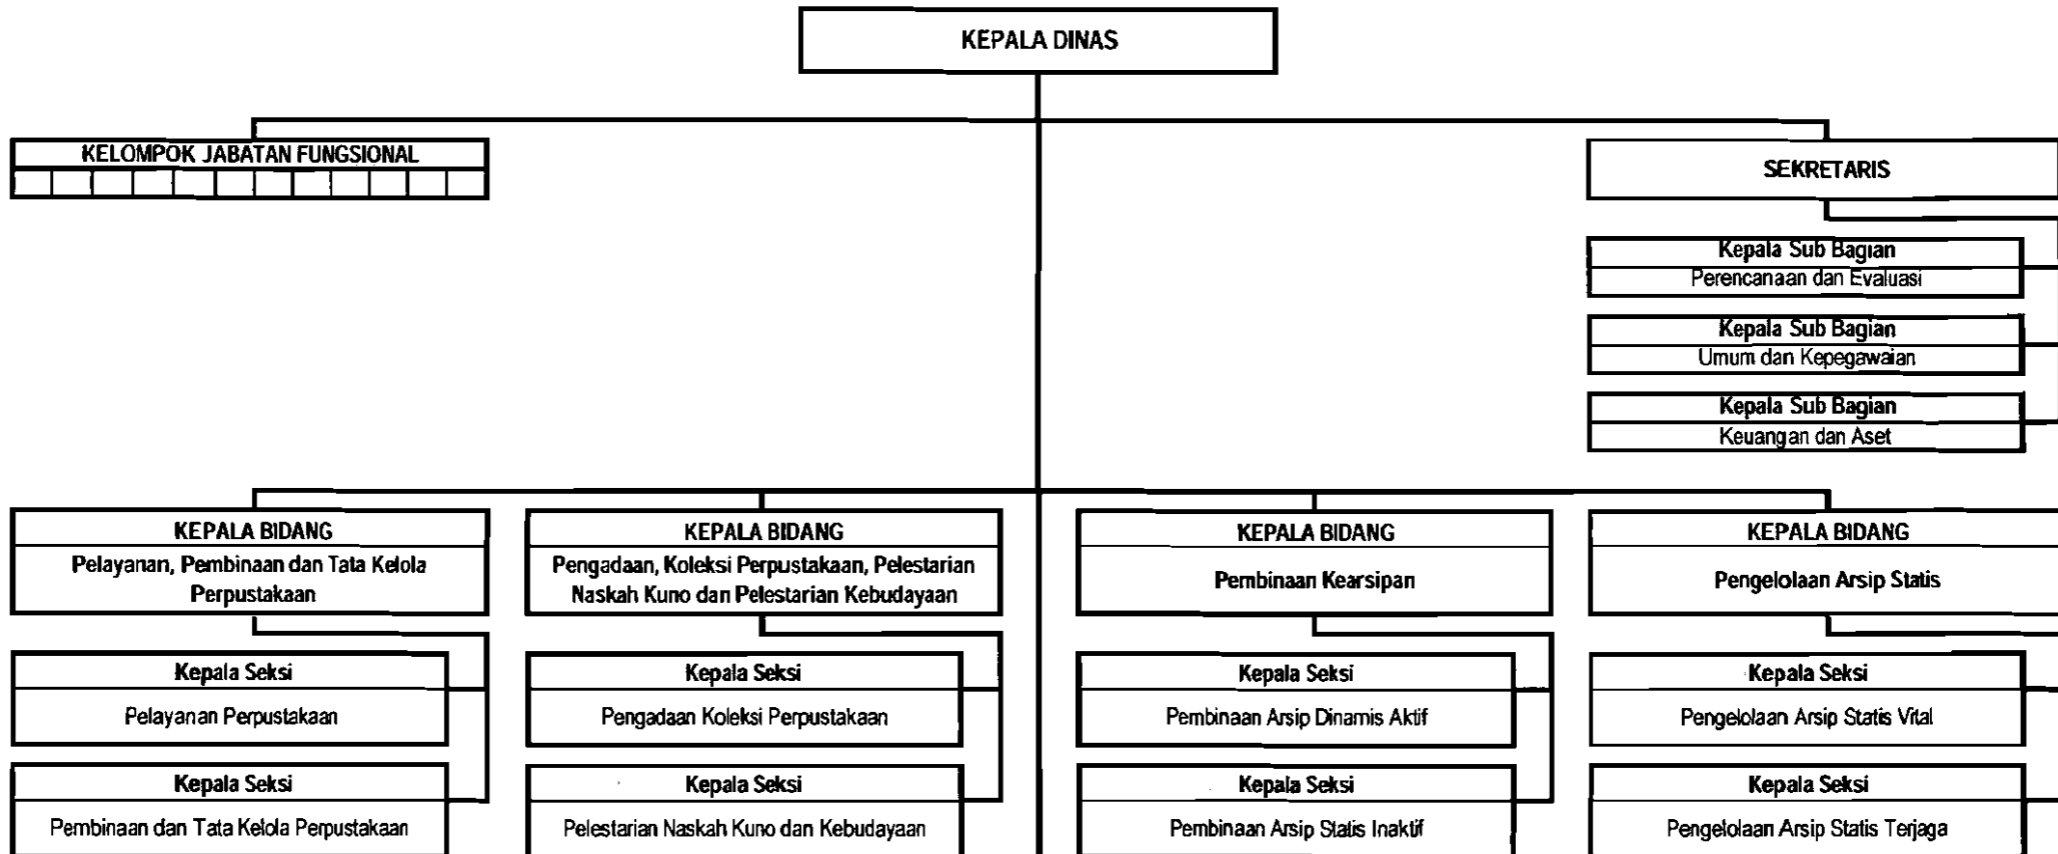 KEPALA DINAS
KELOMPOK JABATAN FUNGSIONAL
SEKRETARIS
Kepala Sub Bagian
Perencanaan dan Evaluasi
Kepala Sub Bagian
Umum dan Kepegawaian
Kepala Sub Bagian
Keuangan dan Aset
KEPALA BIDANG
Pelayanan, Pembinaan dan Tata Kelola
Perpustakaan
KEPALA BIDANG
Pengadaan, Koleksi Perpustakaan, Pelestarian
Naskah Kuno dan Pelestarian Kebudayaan
KEPALA BIDANG
Pembinaan Kearsipan
KEPALA BIDANG
Pengelolaan Arsip Statis
Kepala Seksi
Pelayanan Perpustakaan
Kepala Seksi
Pengadaan Koleksi Perpustakaan
Kepala Seksi
Pembinaan Arsip Dinamis Aktif
Kepala Seksi
Pengelolaan Arsip Statis Vital
Kepala Seksi
Pembinaan dan Tata Kelola Perpustakaan
Kepala Seksi
Pelestarian Naskah Kuno dan Kebudayaan
Kepala Seksi
Pembinaan Arsip Statis Inaktif
Kepala Seksi
Pengelolaan Arsip Statis Terjaga